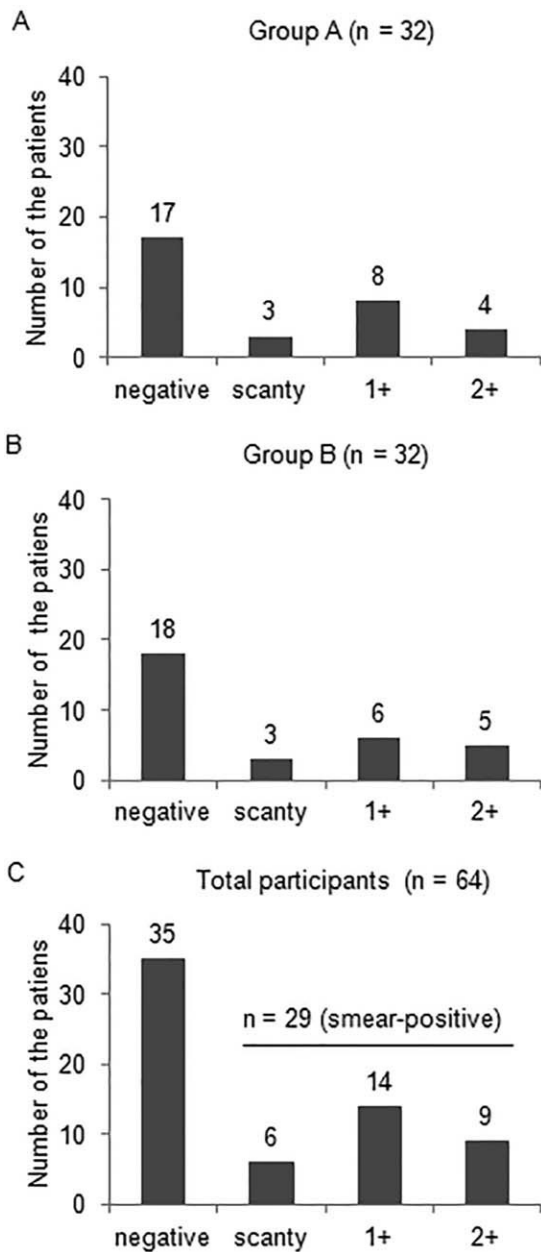 A
Group A (n = 32)
Number of the patients
40
30
20
10
0
17
3
8
4
negative scanty 1+ 2+
B
Group B (n = 32)
Number of the patiens
40
30
20
10
0
18
3
6
5
negative scanty 1+ 2+
C
Total participants (n = 64)
Number of the patiens
40
30
20
10
0
35
n = 29 (smear-positive)
6
14
9
negative scanty 1+ 2+